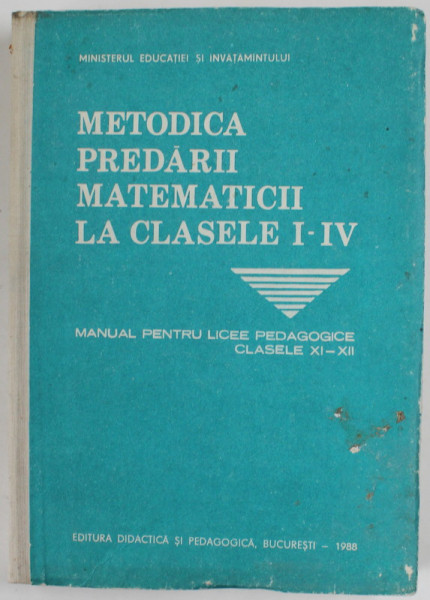 MINISTERUL EDUCAȚIEI ȘI INVĂȚAMINTULUI
METODICA
PREDĂRII
MATEMATICII
LA CLASELE I-IV
MANUAL PENTRU LICEE PEDAGOGICE
CLASELE XI—XII
EDITURA DIDACTICĂ ȘI PEDAGOGICĂ, BUCUREȘTI — 1988